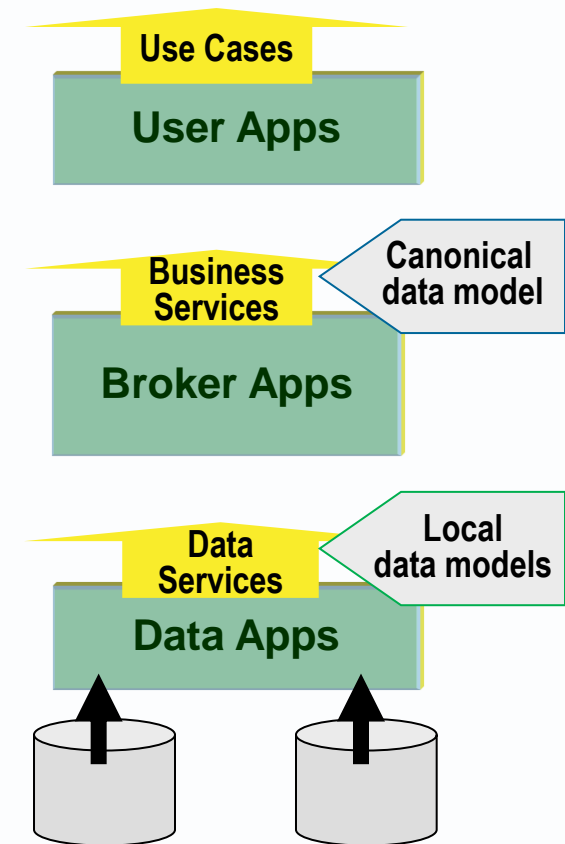 Use Cases
User Apps
Business
Services
Canonical
data model
Broker Apps
Data
Services
Local
data models
Data Apps